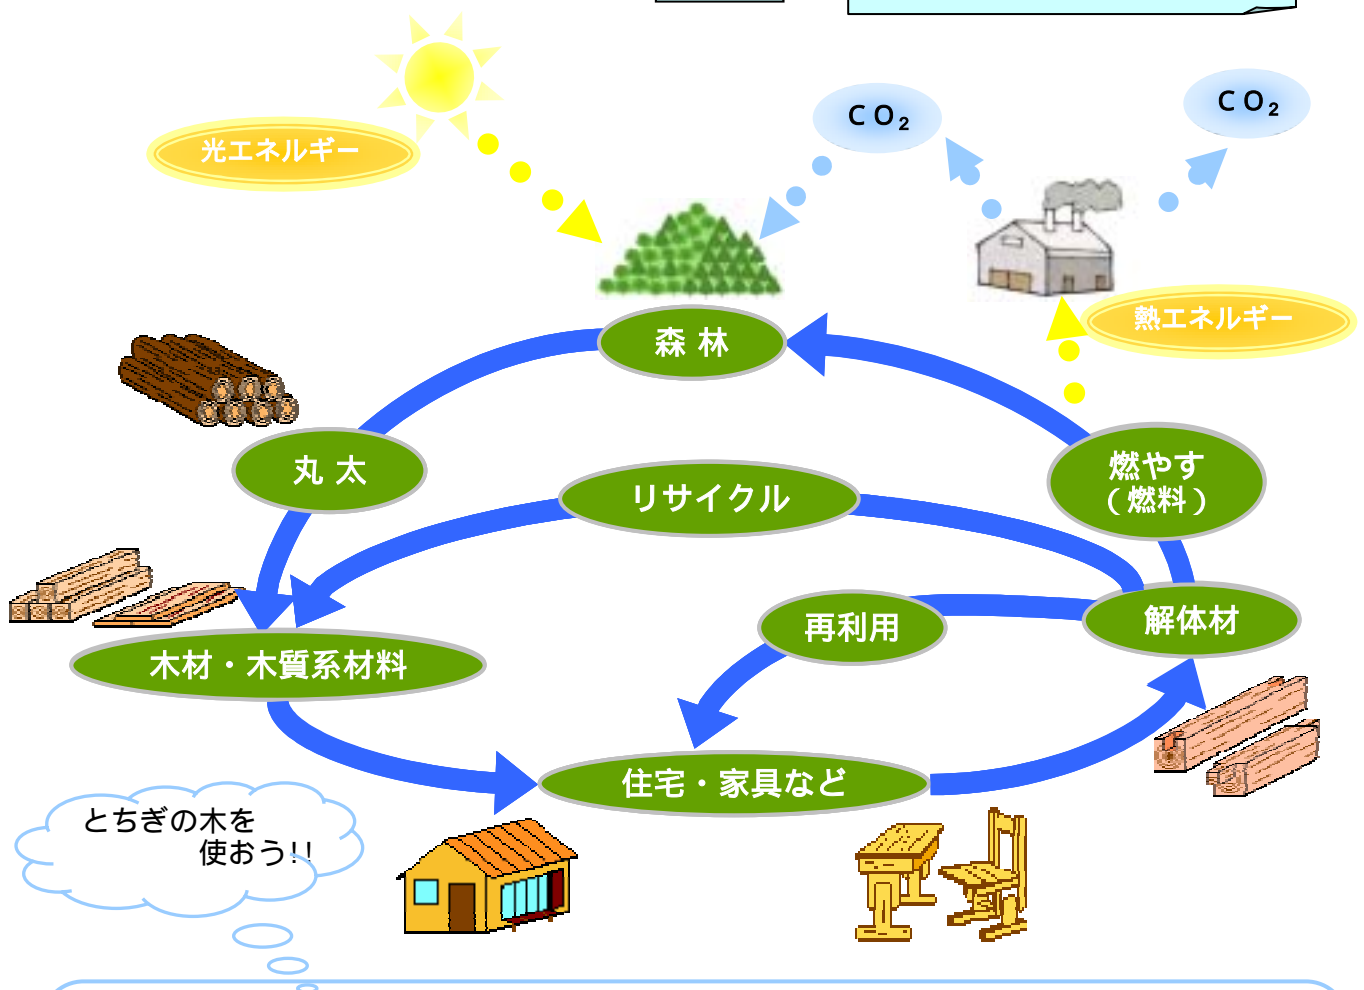 ＣＯ₂
ＣＯ₂
光エネルギー
熱エネルギー
森 林
丸 太
燃やす
（燃料）
リサイクル
再利用
解体材
木材・木質系材料
住宅・家具など
とちぎの木を
使おう!!